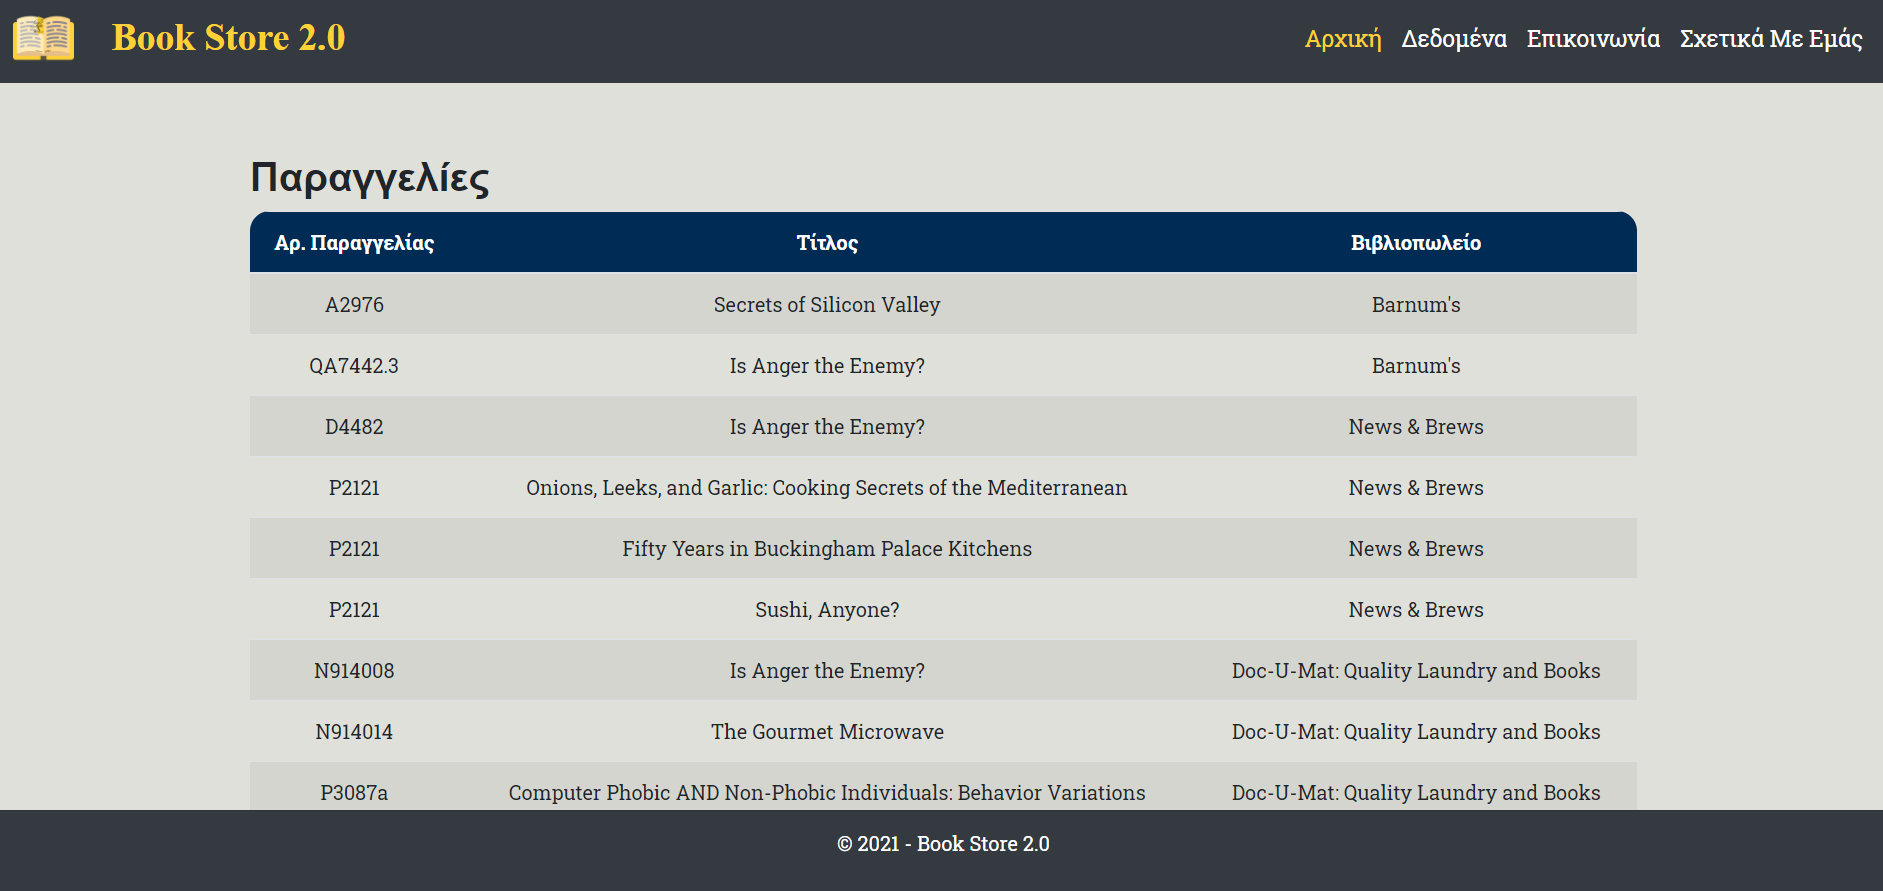 Book Store 2.0
Αρχική Δεδομένα Επικοινωνία Σχετικά Με Εμάς
Παραγγελίες
Αρ. Παραγγελίας Τίτλος Βιβλιοπωλείο
A2976 Secrets of Silicon Valley Barnum's
QA7442.3 Is Anger the Enemy? Barnum's
D4482 Is Anger the Enemy? News & Brews
P2121 Onions, Leeks, and Garlic: Cooking Secrets of the Mediterranean News & Brews
P2121 Fifty Years in Buckingham Palace Kitchens News & Brews
P2121 Sushi, Anyone? News & Brews
N914008 Is Anger the Enemy? Doc-U-Mat: Quality Laundry and Books
N914014 The Gourmet Microwave Doc-U-Mat: Quality Laundry and Books
P3087a Computer Phobic AND Non-Phobic Individuals: Behavior Variations Doc-U-Mat: Quality Laundry and Books
© 2021 - Book Store 2.0